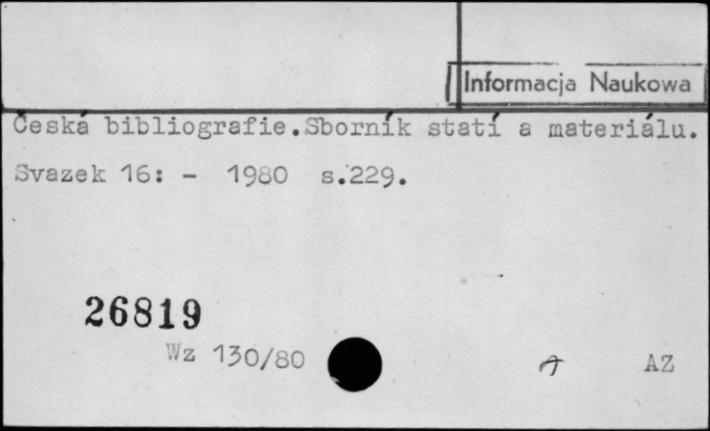 Informacja Naukowa
Česká bibliografie.Sborník statí a materiálu.
Svazek 16: - 1980 s.229.
26819
Wz 130/80
AZ